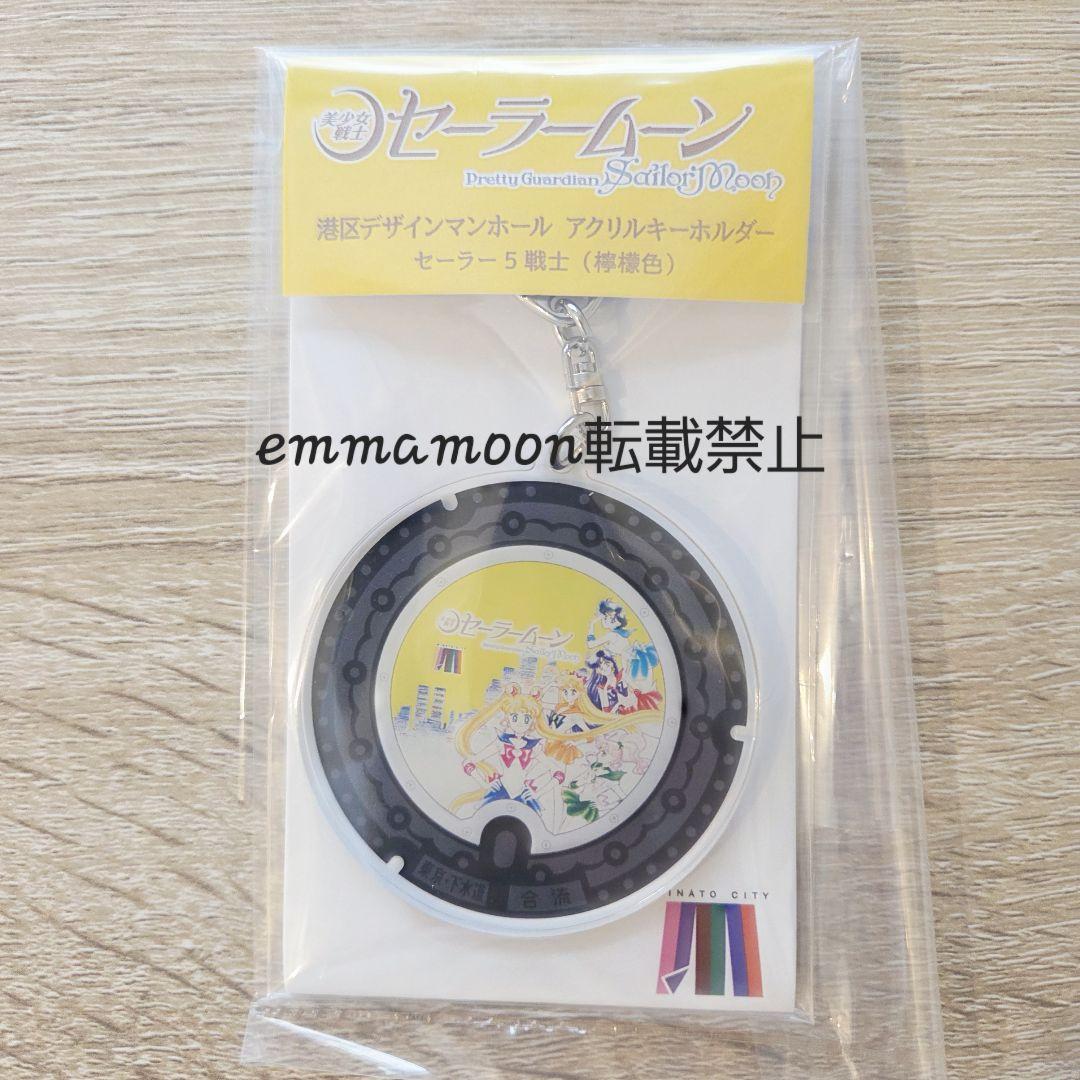 美少女
戦士
セーラームーン
Pretty Guardian Sailor Moon
港区デザインマンホール アクリルキーホルダー
セーラー5戦士（檸檬色）
emmamoon転載禁止
セーラームーン
Sailor Moon
東京・下水道 合流
INATO CITY